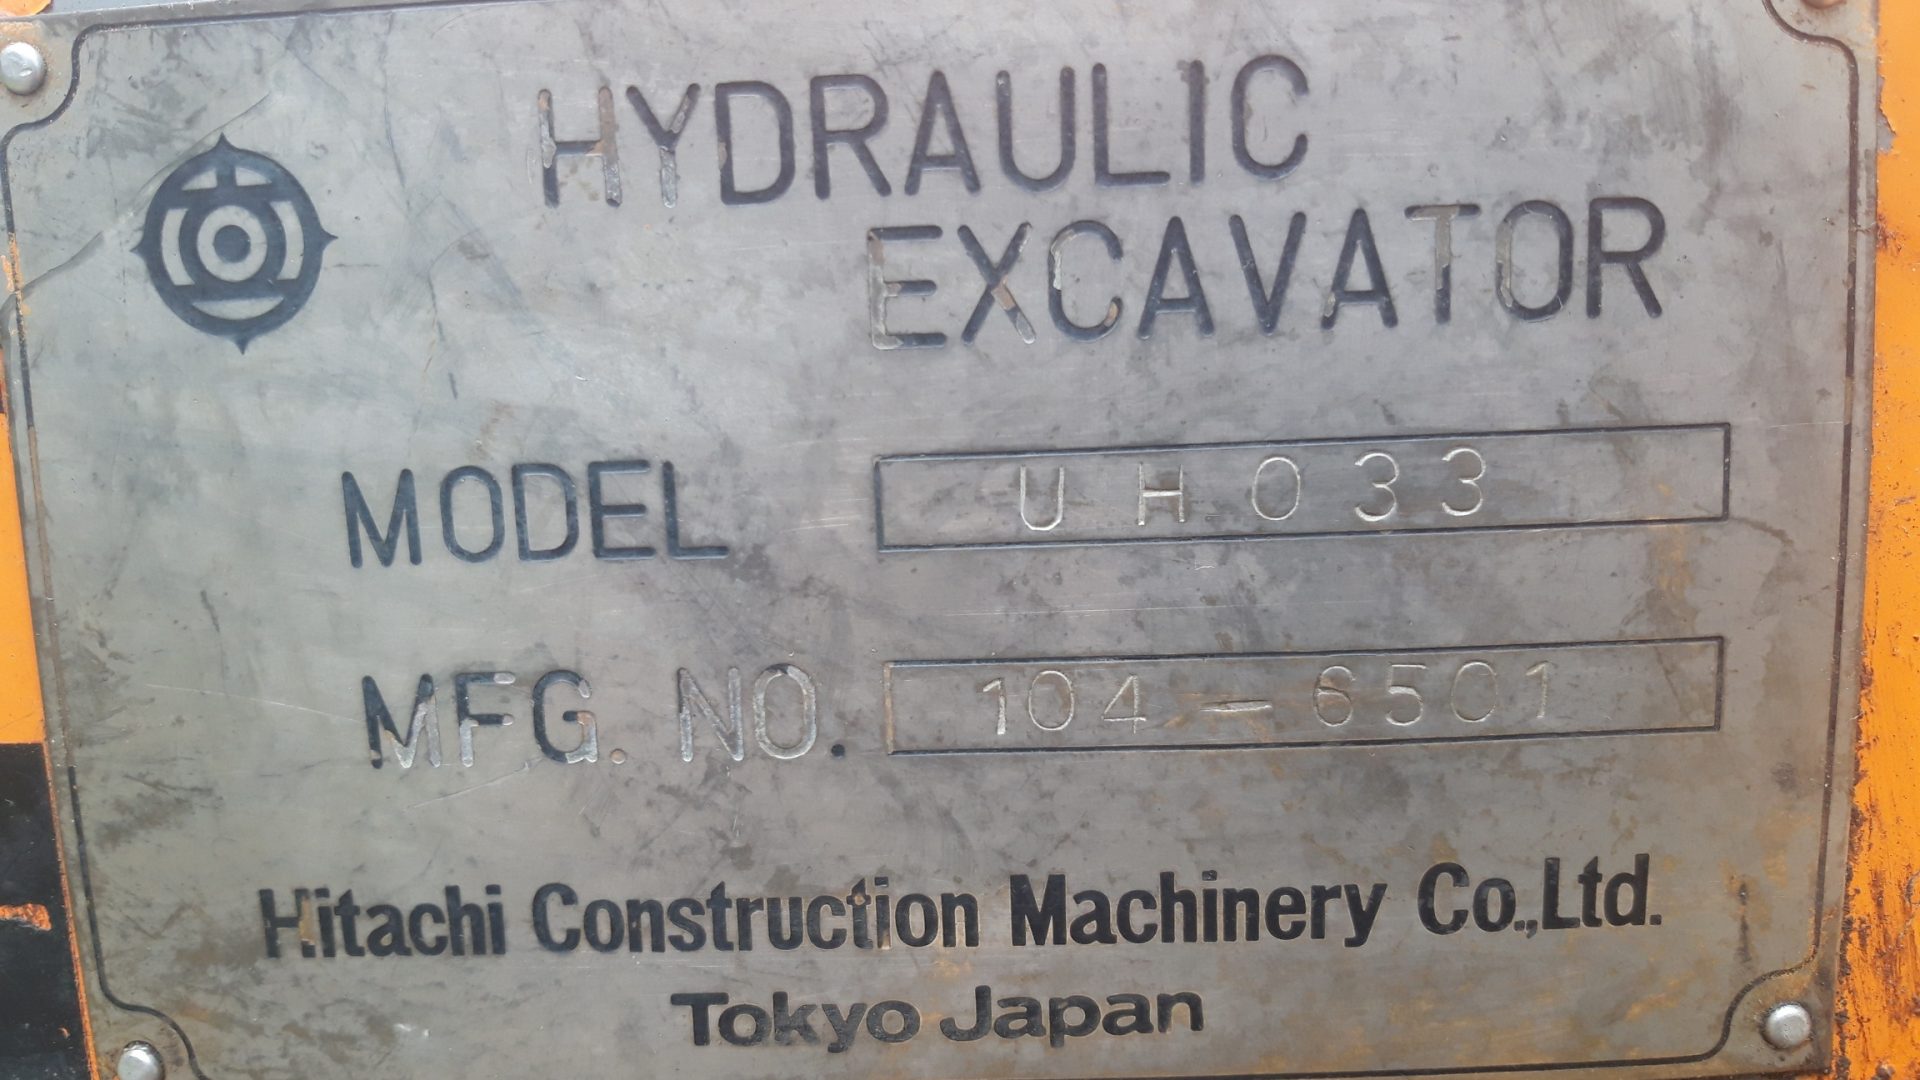 HYDRAULIC
EXCAVATOR
MODEL UH033
MFG. NO. 104-6501
Hitachi Construction Machinery Co.,Ltd.
Tokyo Japan